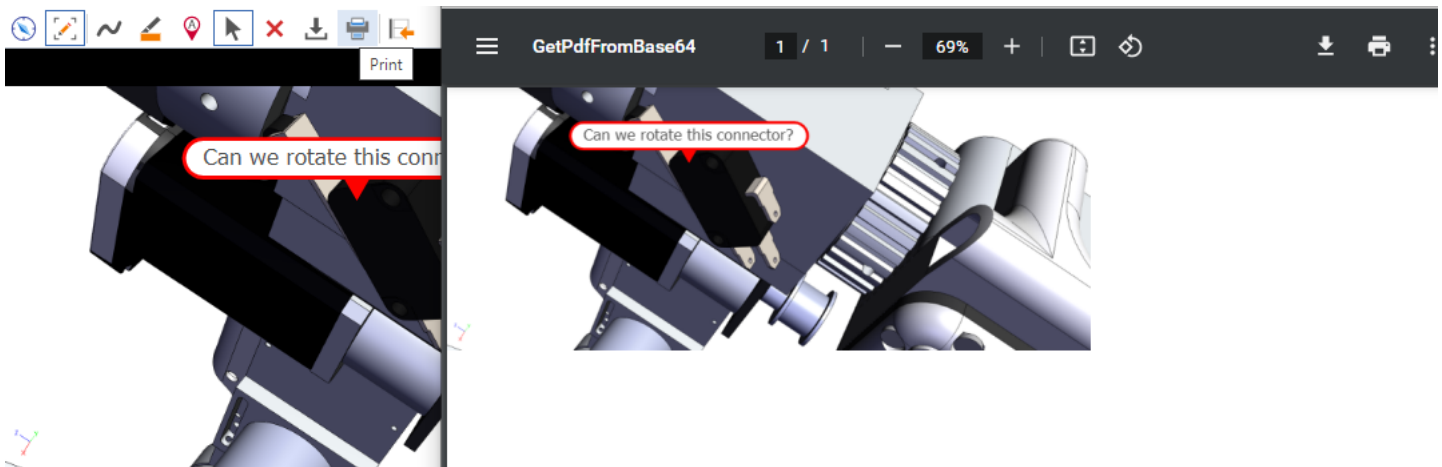 A
Print
Can we rotate this conn
GetPdfFromBase64
1 / 1
69%
Can we rotate this connector?